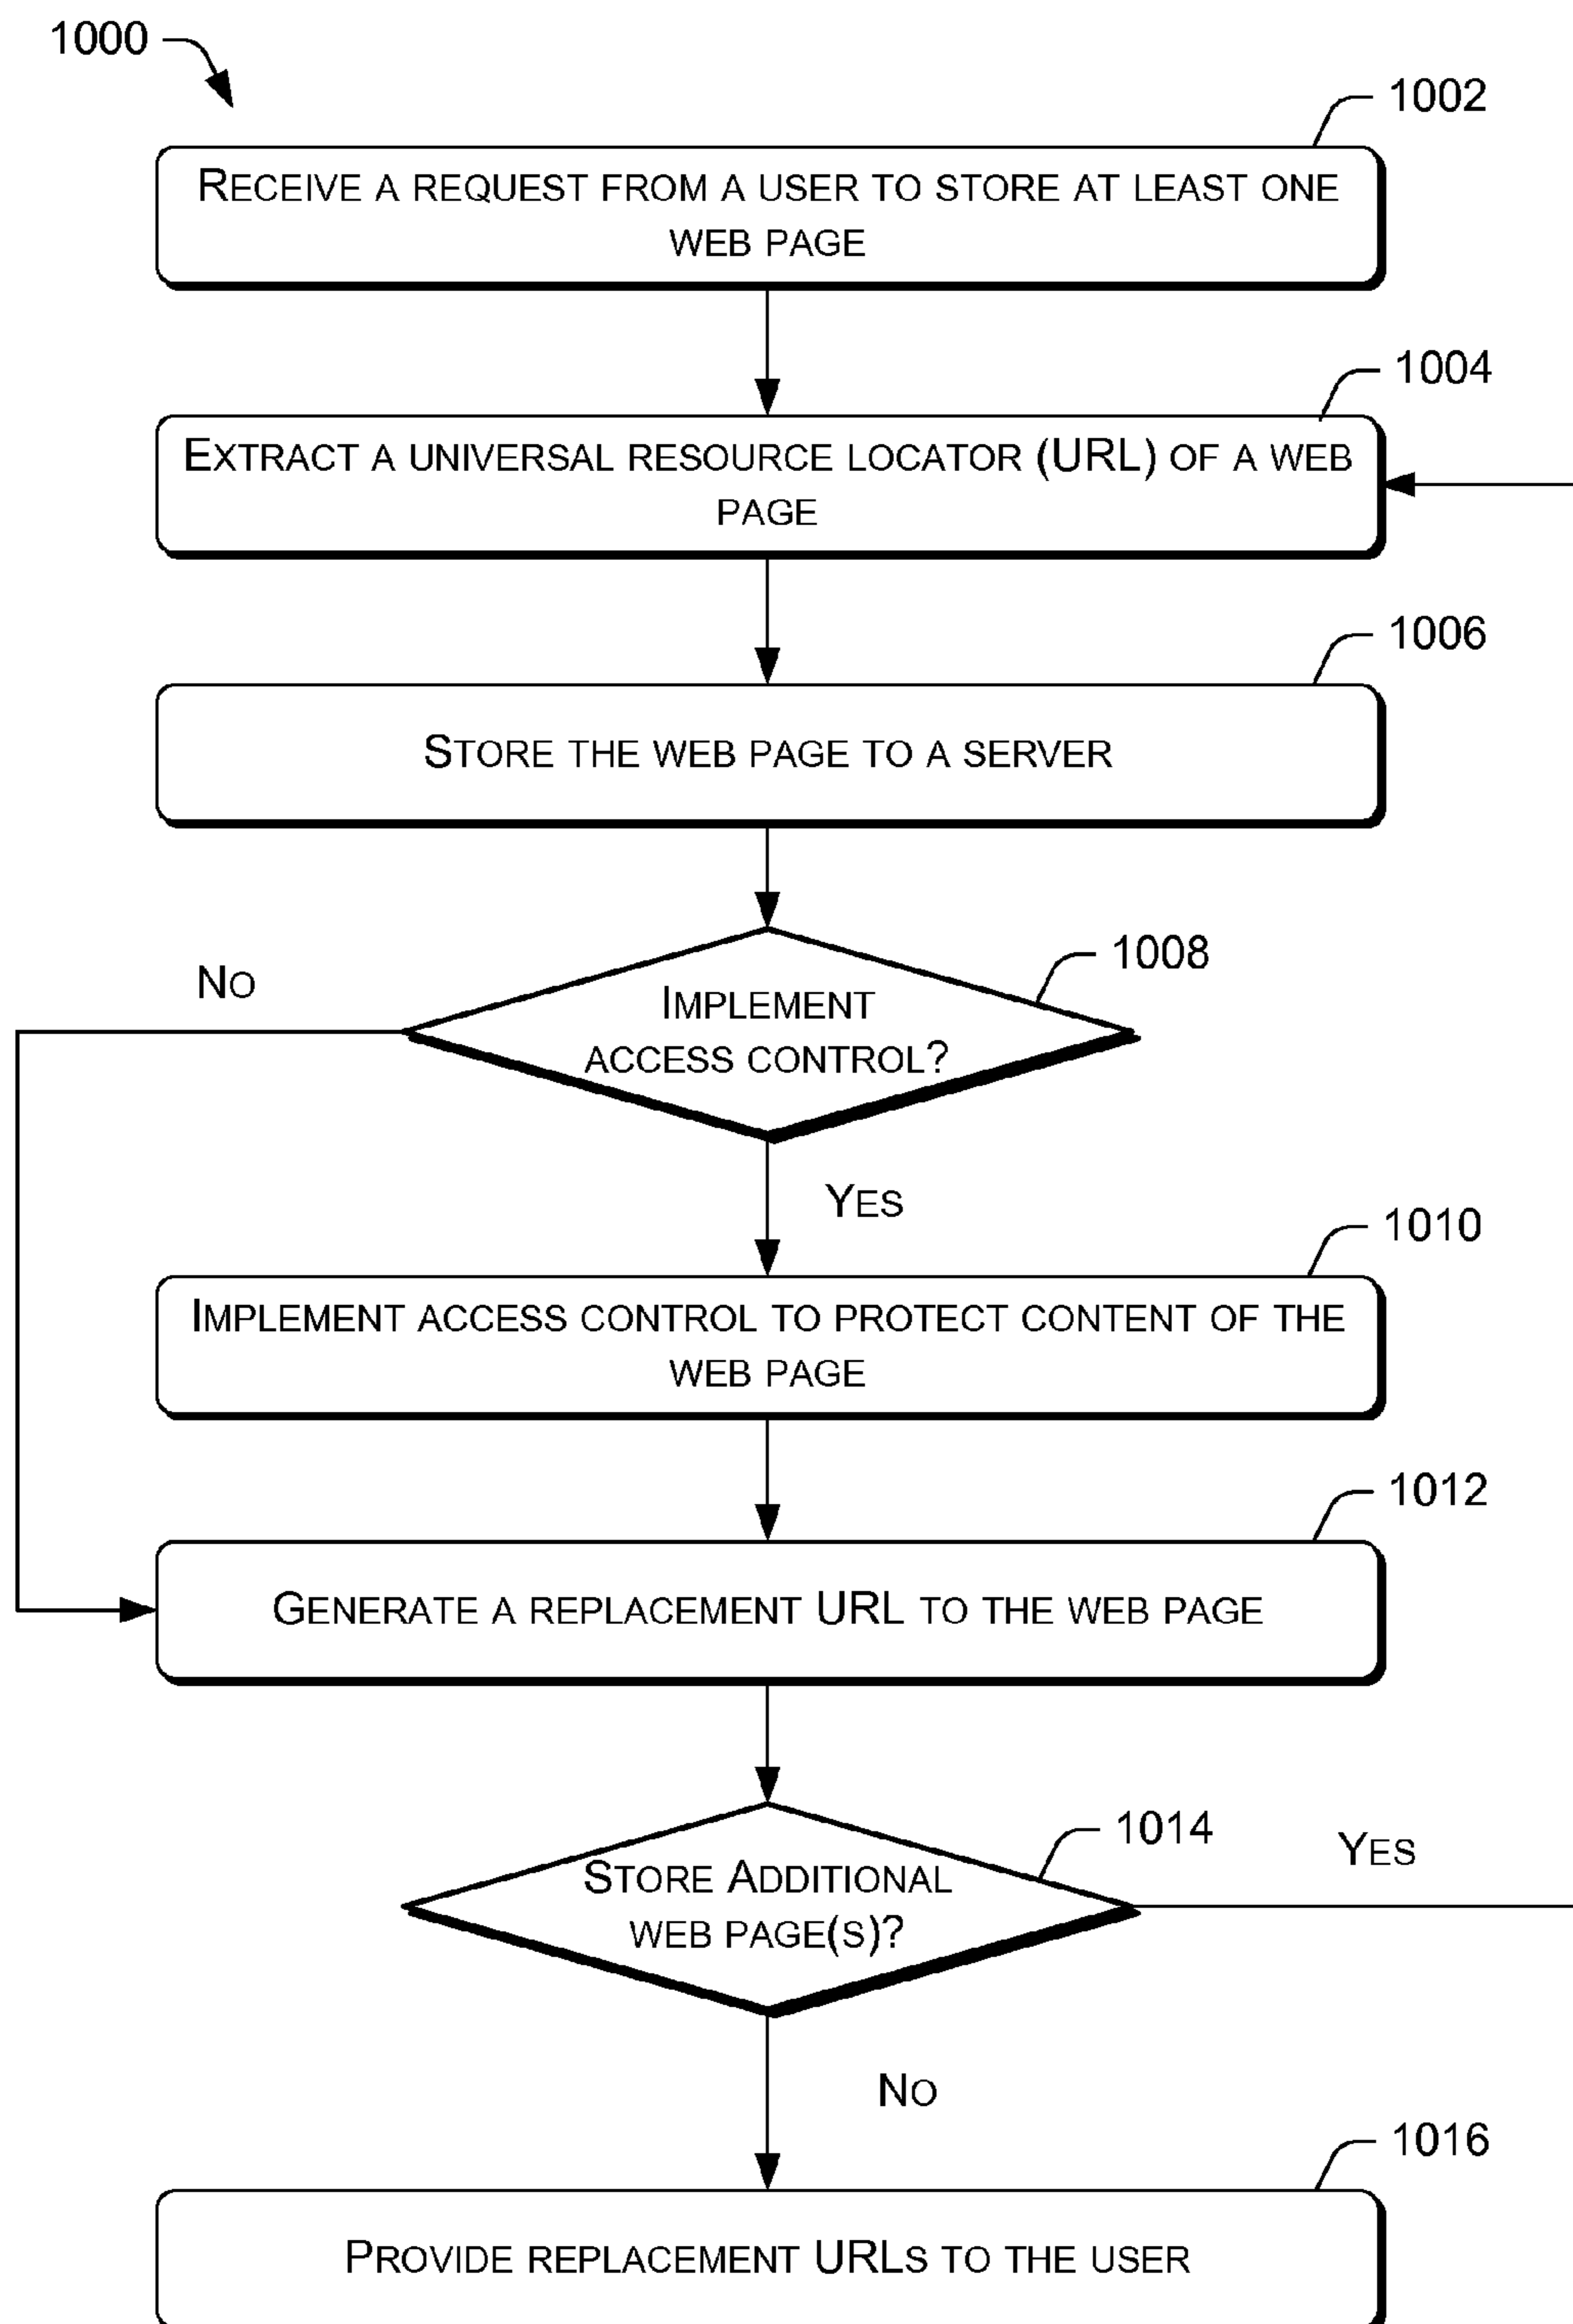 1000
1002
RECEIVE A REQUEST FROM A USER TO STORE AT LEAST ONE
WEB PAGE
1004
EXTRACT A UNIVERSAL RESOURCE LOCATOR (URL) OF A WEB
PAGE
1006
STORE THE WEB PAGE TO A SERVER
1008
NO
IMPLEMENT
ACCESS CONTROL?
YES
1010
IMPLEMENT ACCESS CONTROL TO PROTECT CONTENT OF THE
WEB PAGE
1012
GENERATE A REPLACEMENT URL TO THE WEB PAGE
1014
YES
STORE ADDITIONAL
WEB PAGE(S)?
NO
1016
PROVIDE REPLACEMENT URLS TO THE USER